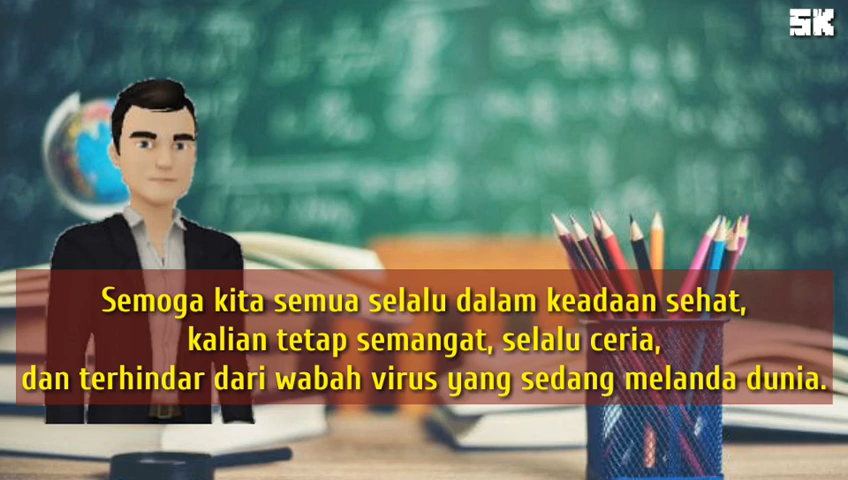 SK
Semoga kita semua selalu dalam keadaan sehat,
kalian tetap semangat, selalu ceria,
dan terhindar dari wabah virus yang sedang melanda dunia.